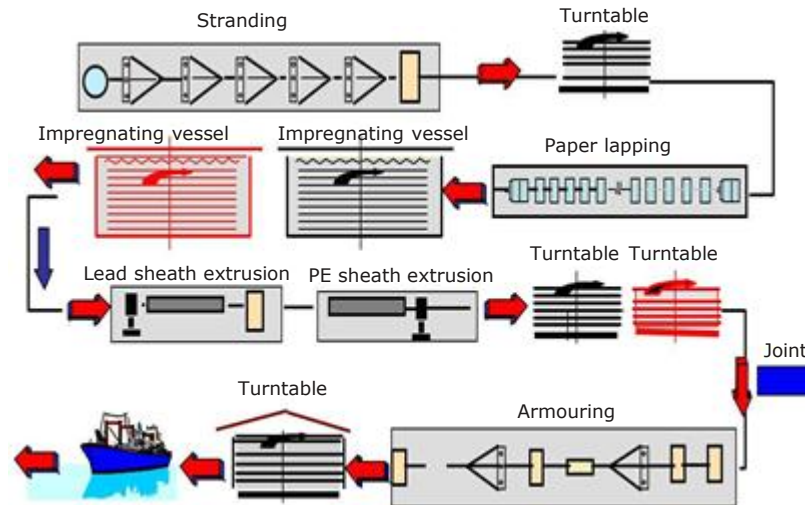 Stranding
Turntable
Impregnating vessel
Impregnating vessel
Paper lapping
Turntable
Turntable
Lead sheath extrusion
PE sheath extrusion
Joint
Turntable
Armouring